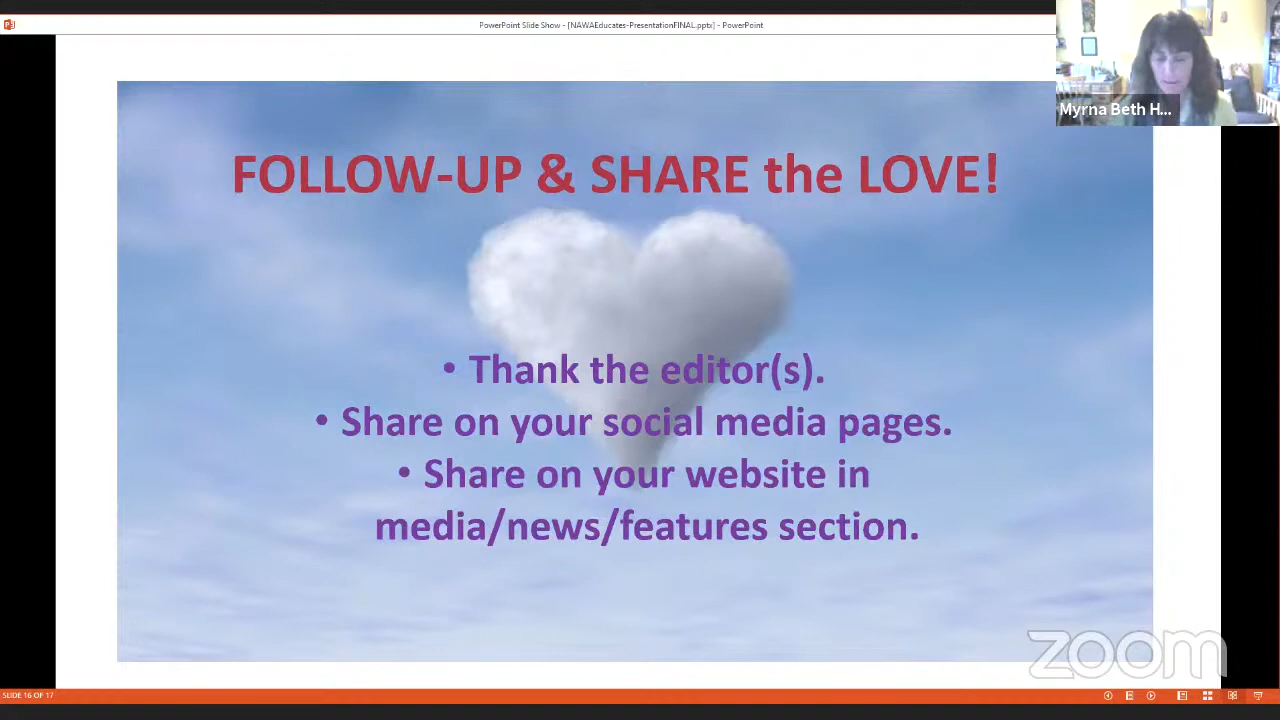 PowerPoint Slide Show - [NAWAEducates-PresentationFINAL.pptx] - PowerPoint
Myrna Beth H...
FOLLOW-UP & SHARE the LOVE!
• Thank the editor(s).
• Share on your social media pages.
• Share on your website in
media/news/features section.
zoom
SLIDE 16 OF 17